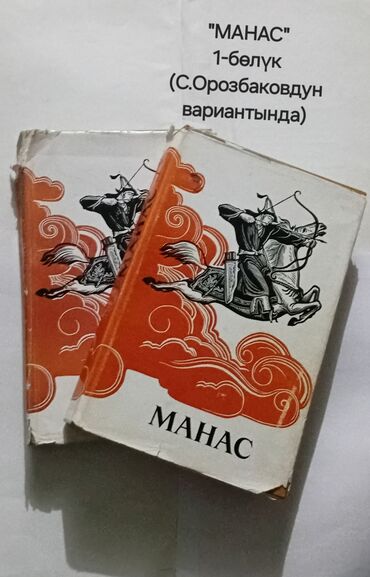 "МАНАС"
1-бөлүк
(С.Орозбаковдун
вариантында)
МАНАС